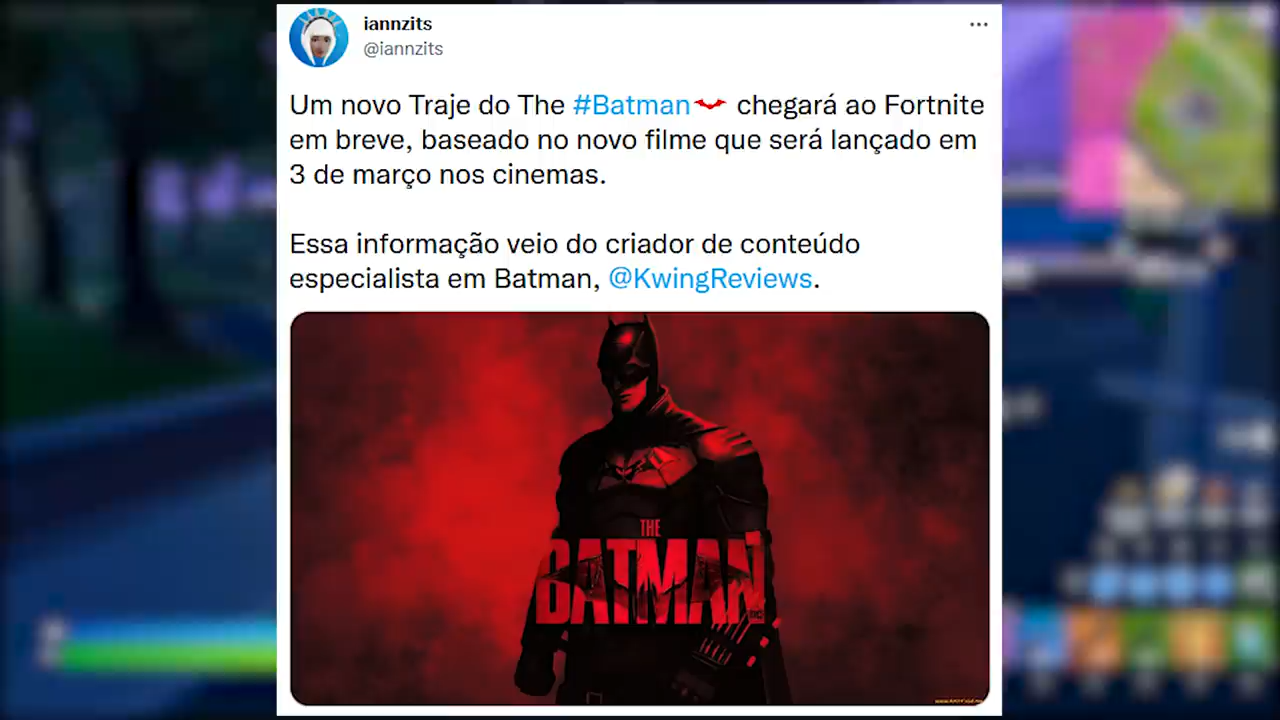 iannzits
@iannzits
Um novo Traje do The #Batman chegará ao Fortnite
em breve, baseado no novo filme que será lançado em
3 de março nos cinemas.
Essa informação veio do criador de conteúdo
especialista em Batman, @KwingReviews.
THE
BATMAN